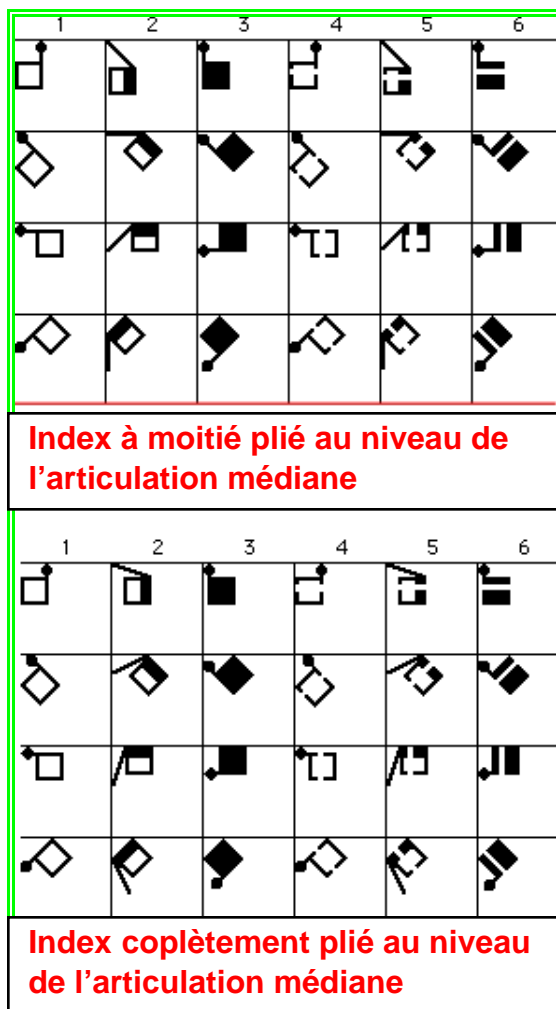 1 2 3 4 5 6
Index à moitié plié au niveau de
l’articulation médiane
1 2 3 4 5 6
Index coplètement plié au niveau
de l’articulation médiane